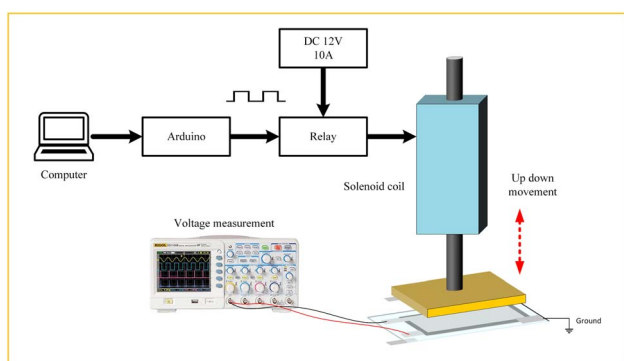 DC 12V
10A
Computer
Arduino
Relay
Solenoid coil
Up down
movement
Voltage measurement
Ground